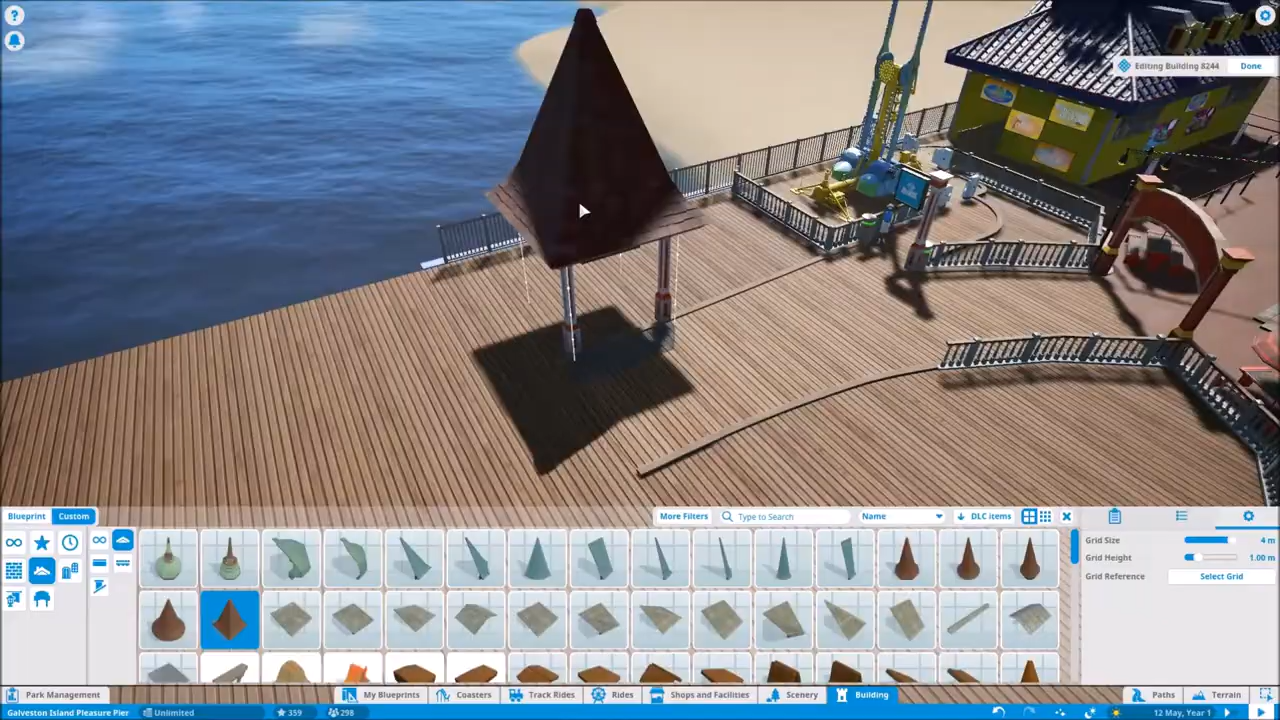 ?
Editing Building 8244
Done
Blueprint
Custom
More Filters
Type to Search
Name
DLC items
Grid Size
4 m
Grid Height
1.00 m
Grid Reference
Select Grid
Park Management
My Blueprints
Coasters
Track Rides
Rides
Shops and Facilities
Scenery
Building
Paths
Terrain
Galveston Island Pleasure Pier
Unlimited
359
298
12 May, Year 1